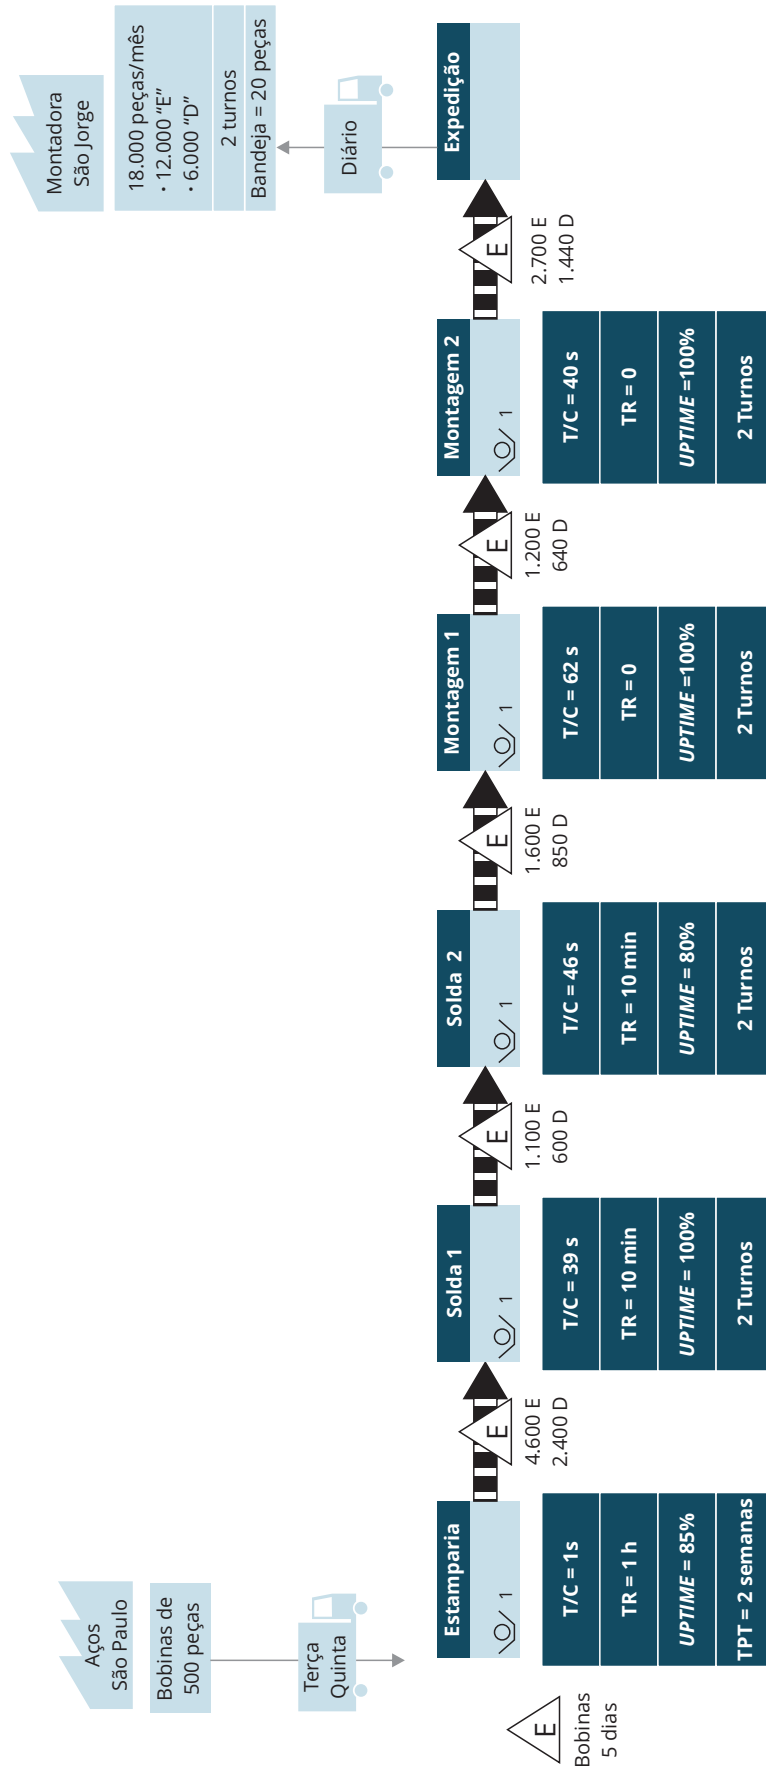 Aços
São Paulo
Bobinas de
500 peças
Terça
Quinta
Montadora
São Jorge
18.000 peças/mês
· 12.000 “E”
· 6.000 “D”
2 turnos
Bandeja = 20 peças
Diário
E
Bobinas
5 dias
Estamparia
1
T/C = 1s
TR = 1 h
UPTIME = 85%
TPT = 2 semanas
E
4.600 E
2.400 D
Solda 1
1
T/C = 39 s
TR = 10 min
UPTIME = 100%
2 Turnos
E
1.100 E
600 D
Solda 2
1
T/C = 46 s
TR = 10 min
UPTIME = 80%
2 Turnos
E
1.600 E
850 D
Montagem 1
1
T/C = 62 s
TR = 0
UPTIME =100%
2 Turnos
E
1.200 E
640 D
Montagem 2
1
T/C = 40 s
TR = 0
UPTIME =100%
2 Turnos
E
2.700 E
1.440 D
Expedição